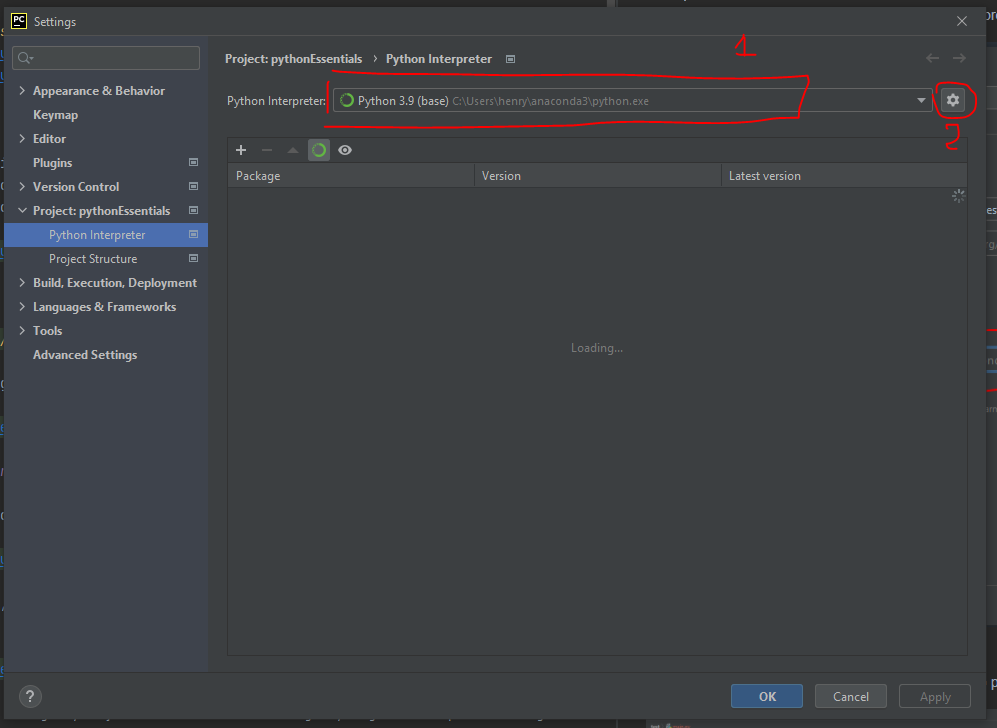 PC Settings
1
Project: pythonEssentials › Python Interpreter
Appearance & Behavior
Keymap
Editor
Plugins
Version Control
Project: pythonEssentials
Python Interpreter
Project Structure
Build, Execution, Deployment
Languages & Frameworks
Tools
Advanced Settings
Python Interpreter: Python 3.9 (base) C:\Users\henry\anaconda3\python.exe
2
Package Version Latest version
Loading...
? OK Cancel Apply